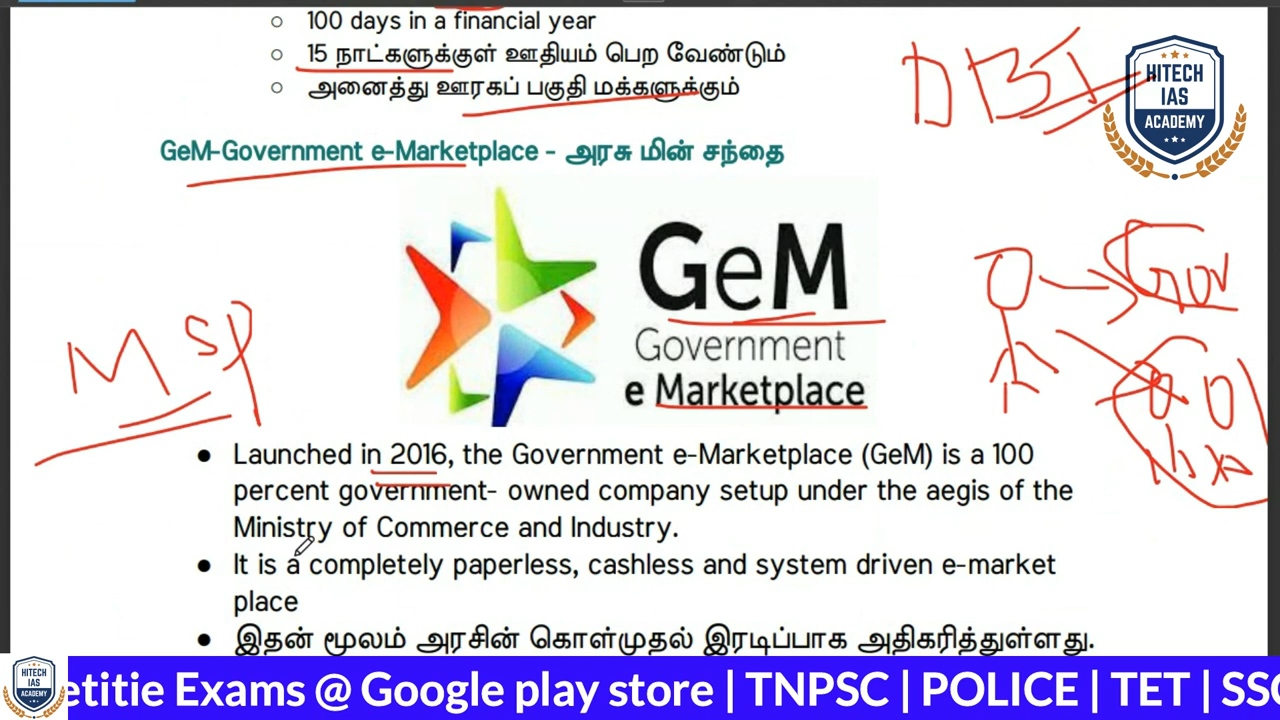 100 days in a financial year
15 நாட்களுக்குள் ஊதியம் பெற வேண்டும்
அனைத்து ஊரகப் பகுதி மக்களுக்கும்
DBT
HITECH
IAS
ACADEMY
GeM-Government e-Marketplace - அரசு மின் சந்தை
GeM
Government
e Marketplace
MSP
Gov
Launched in 2016, the Government e-Marketplace (GeM) is a 100
percent government- owned company setup under the aegis of the
Ministry of Commerce and Industry.
It is a completely paperless, cashless and system driven e-market
place
இதன் மூலம் அரசின் கொள்முதல் இரடிப்பாக அதிகரித்துள்ளது.
HITECH
IAS
ACADEMY
etitie Exams @ Google play store | TNPSC | POLICE | TET | SSC